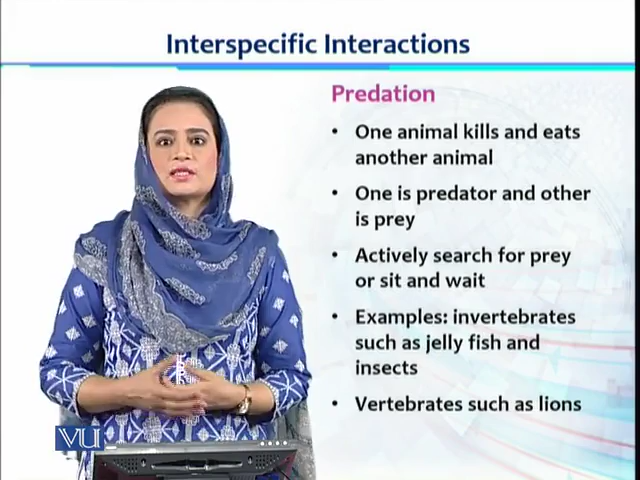 Interspecific Interactions
Predation
• One animal kills and eats
another animal
• One is predator and other
is prey
• Actively search for prey
or sit and wait
• Examples: invertebrates
such as jelly fish and
insects
• Vertebrates such as lions
VU